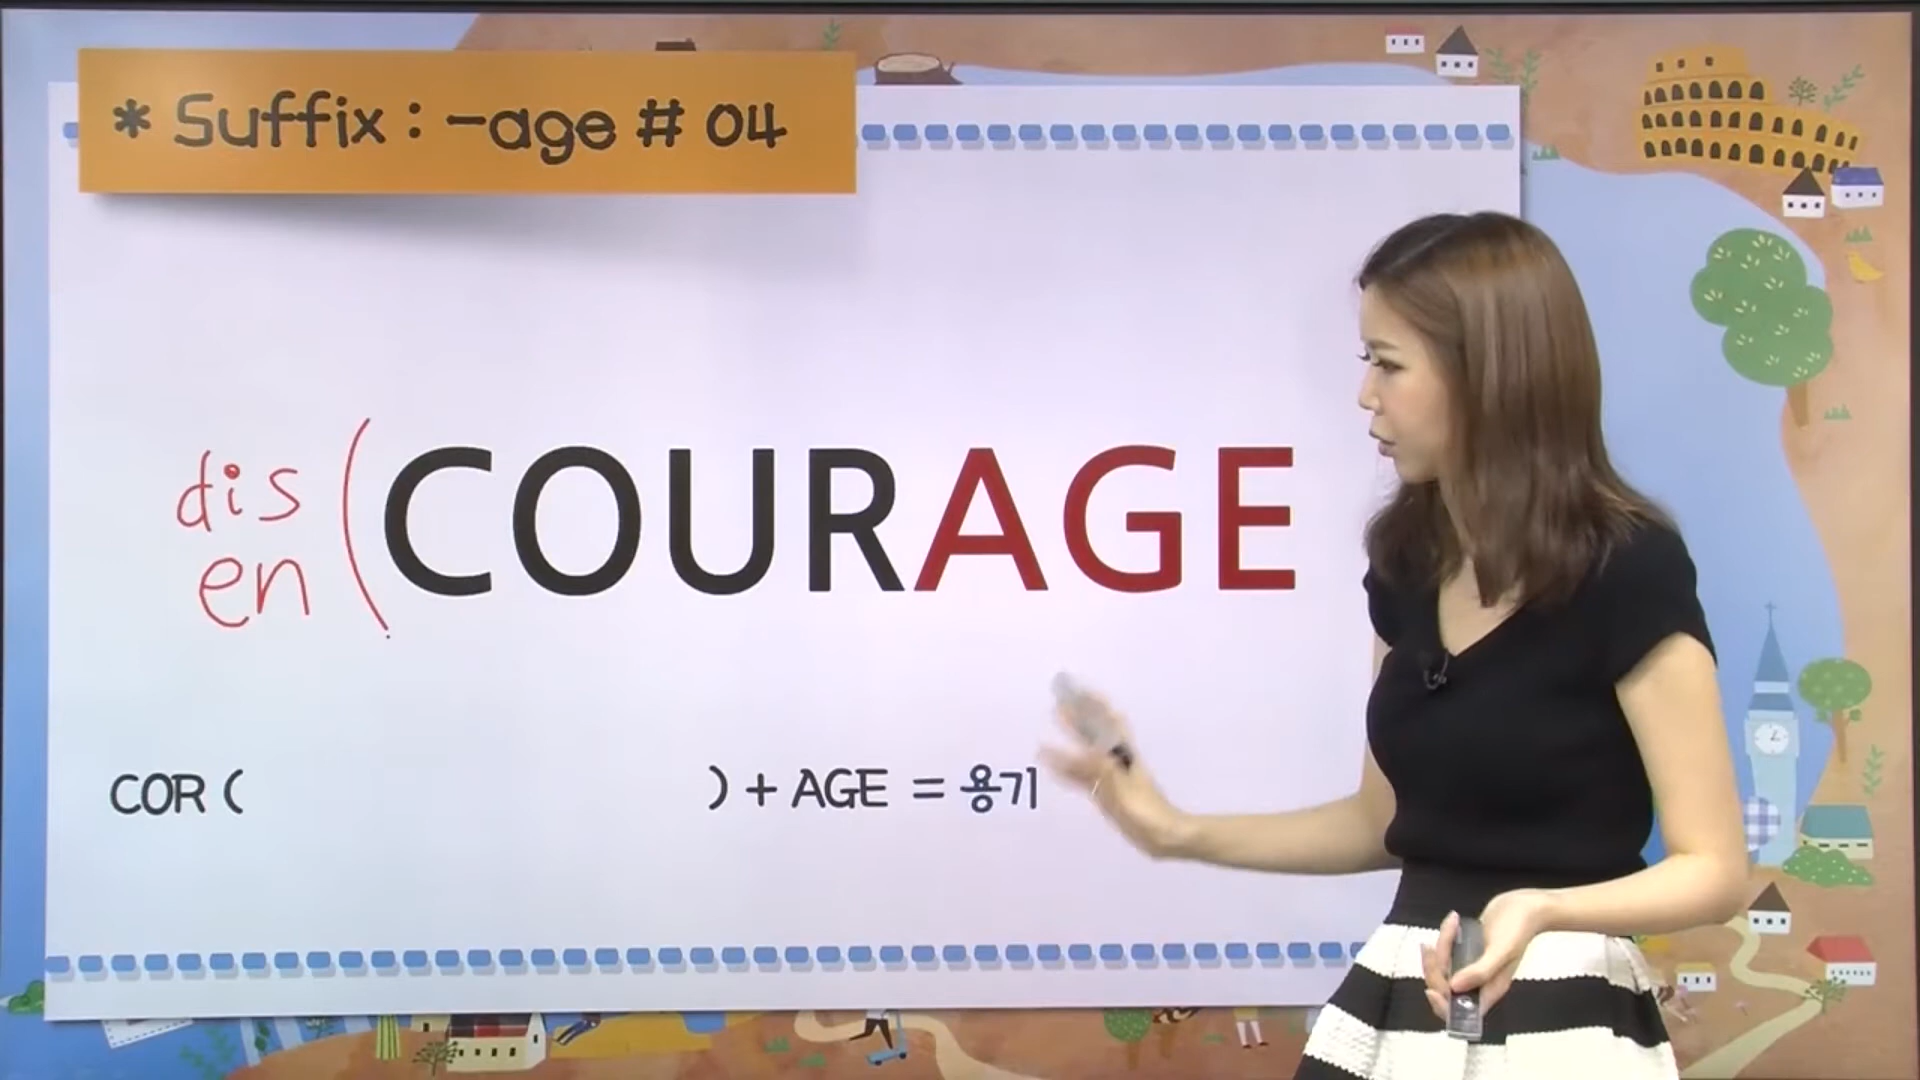 * Suffix : -age # 04
dis
en
( COURAGE
COR (                    ) + AGE = 용기